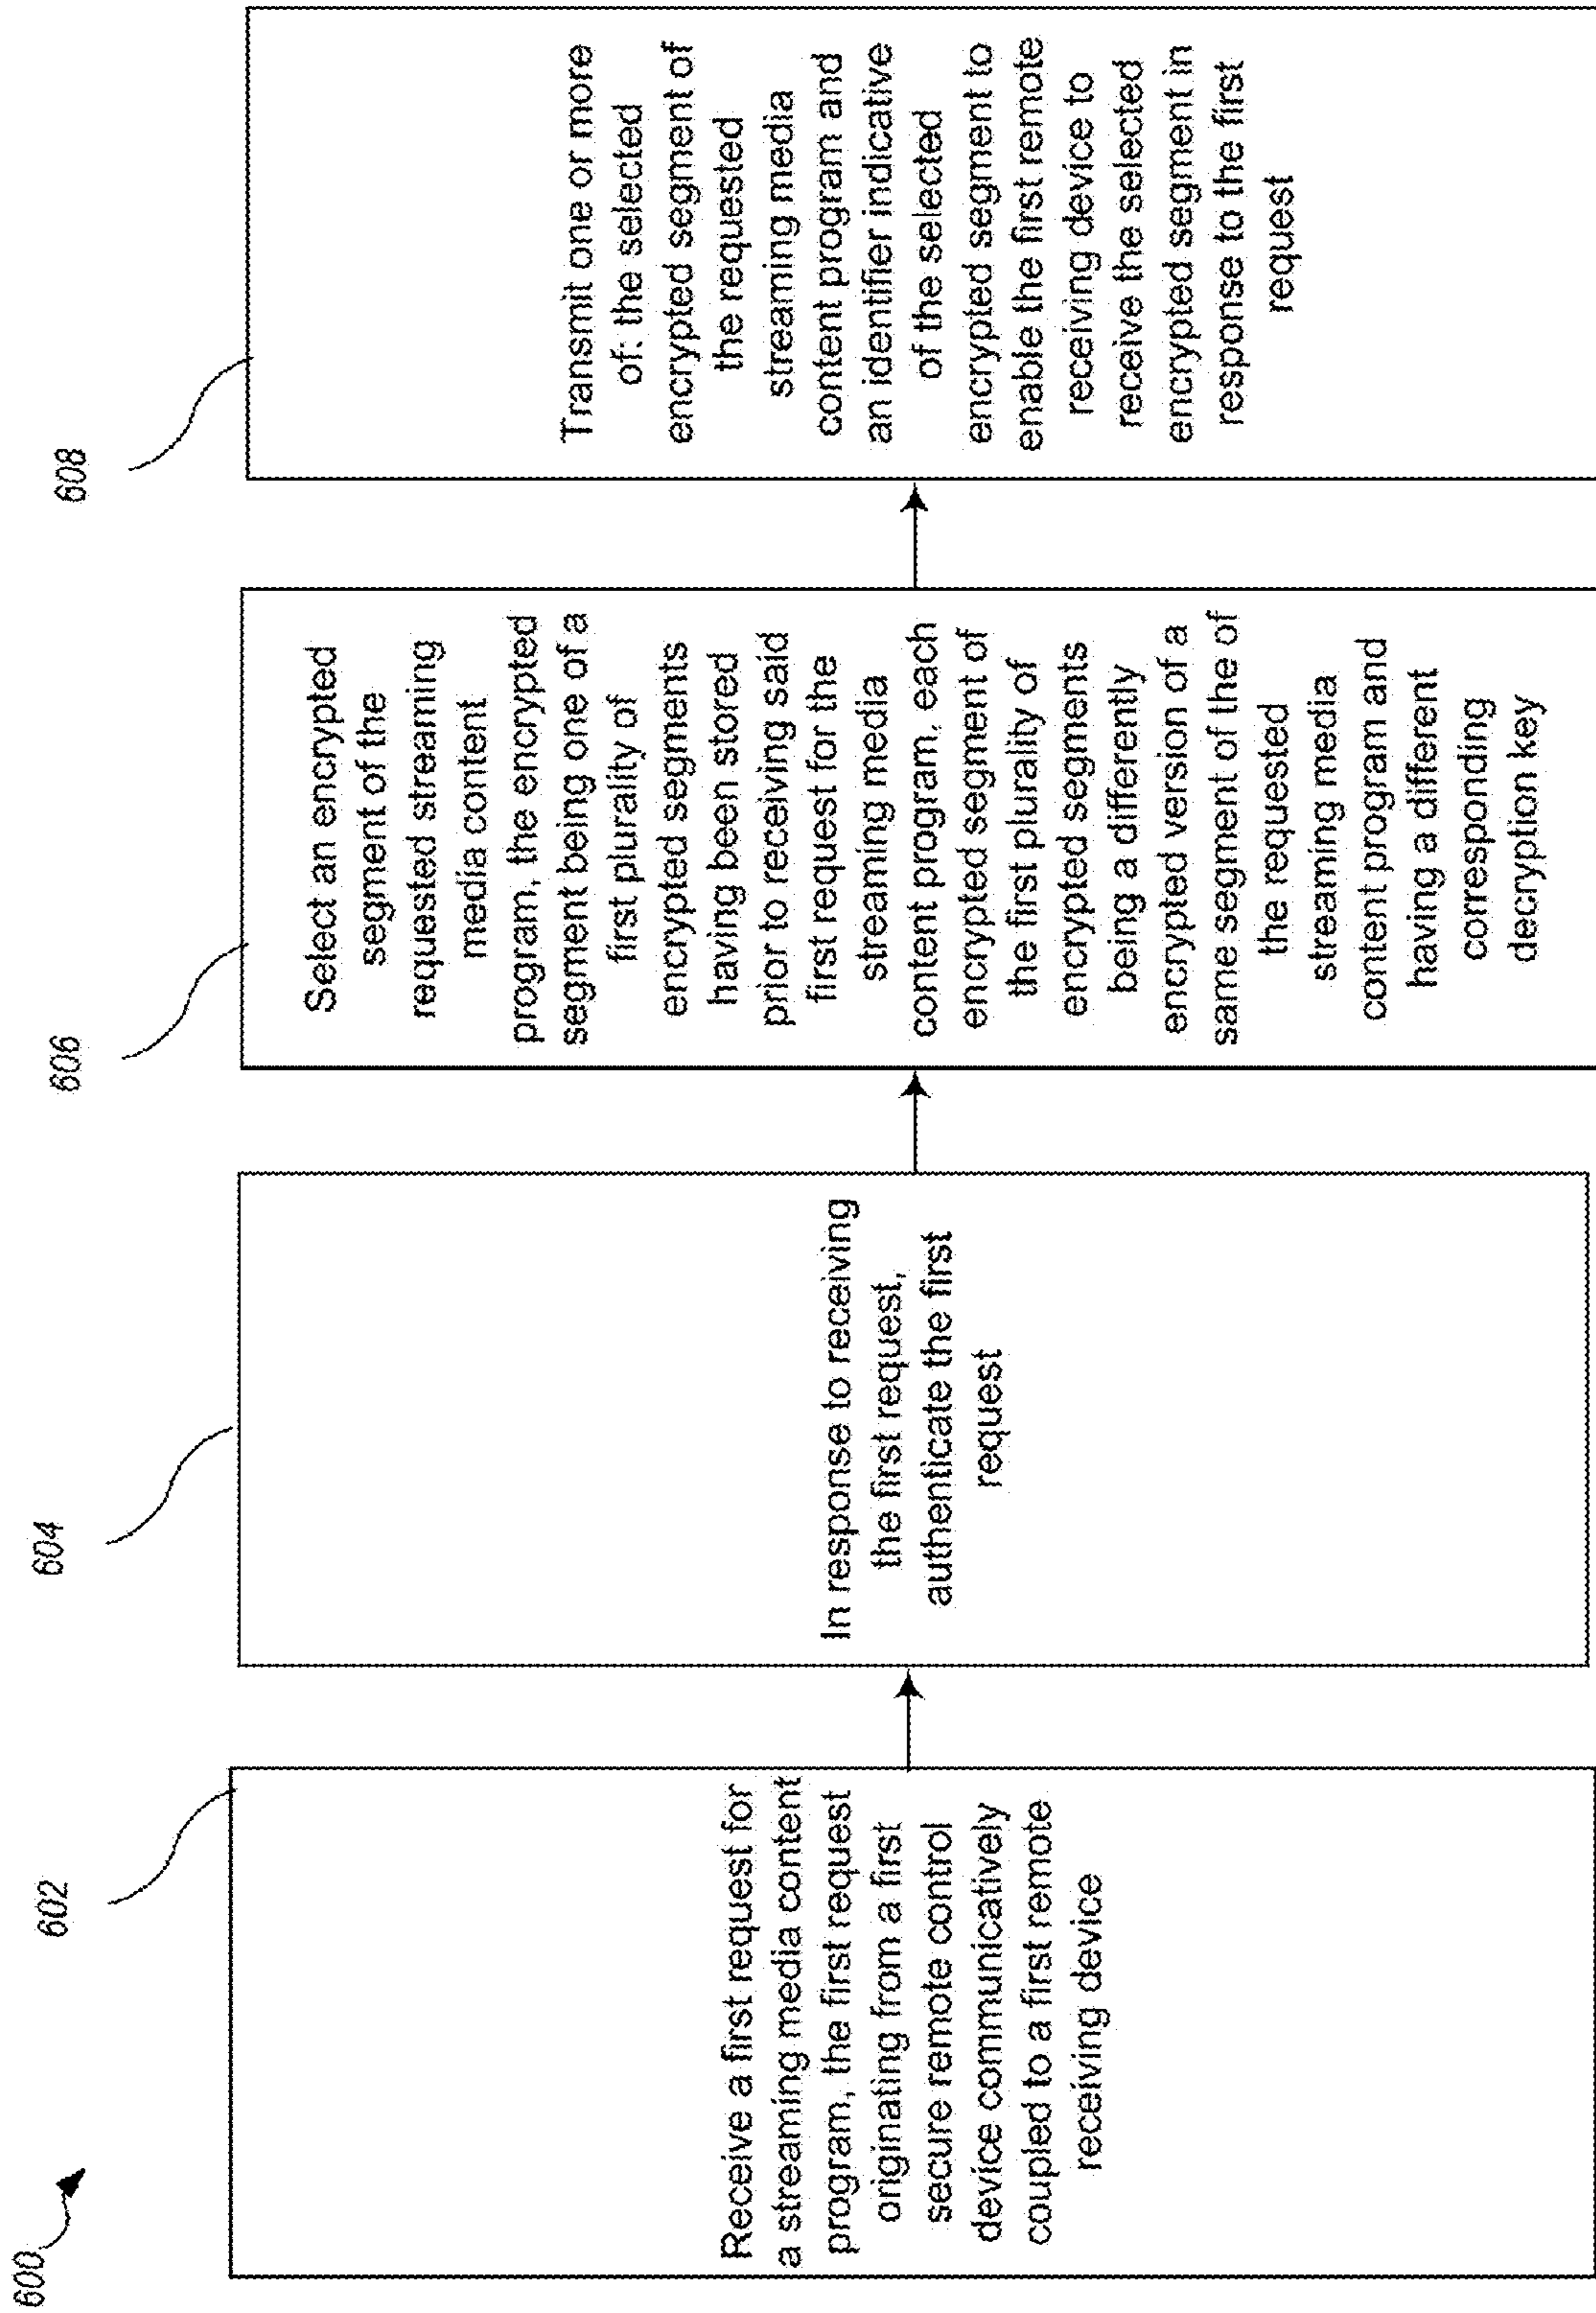 600
602
Receive a first request for
a streaming media content
program, the first request
originating from a first
secure remote control
device communicatively
coupled to a first remote
receiving device
604
In response to receiving
the first request,
authenticate the first
request
606
Select an encrypted
segment of the
requested streaming
media content
program, the encrypted
segment being one of a
first plurality of
encrypted segments
having been stored
prior to receiving said
first request for the
streaming media
content program, each
encrypted segment of
the first plurality of
encrypted segments
being a differently
encrypted version of a
same segment of the of
the requested
streaming media
content program and
having a different
corresponding
decryption key
608
Transmit one or more
of: the selected
encrypted segment of
the requested
streaming media
content program and
an identifier indicative
of the selected
encrypted segment to
enable the first remote
receiving device to
receive the selected
encrypted segment in
response to the first
request